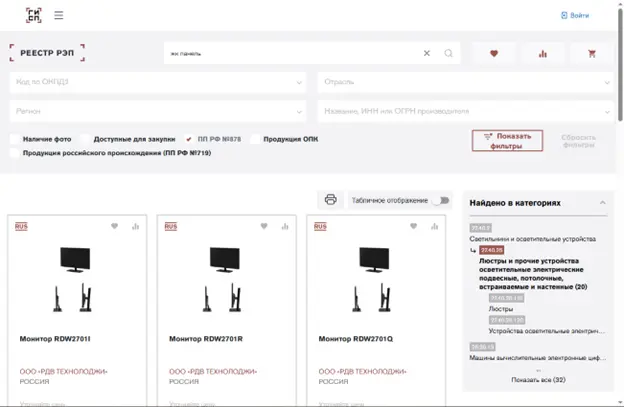 ГИСП
Войти
РЕЕСТР РЭП
жк панель
Код по ОКПД2
Отрасль
Регион
Название, ИНН или ОГРН производителя
Наличие фото
Доступные для закупки
ПП РФ №878
Продукция ОПК
Продукция российского происхождения (ПП РФ №719)
Показать
фильтры
Сбросить
фильтры
Табличное отображение
RUS
Монитор RDW2701I
ООО «РДВ ТЕХНОЛОДЖИ»
РОССИЯ
RUS
Монитор RDW2701R
ООО «РДВ ТЕХНОЛОДЖИ»
РОССИЯ
RUS
Монитор RDW2701Q
ООО «РДВ ТЕХНОЛОДЖИ»
РОССИЯ
Найдено в категориях
Светильники и осветительные устройства
Люстры и прочие устройства
осветительные электрические
подвесные, потолочные,
встраиваемые и настенные (20)
Люстры
Устройства осветительные электрич...
Машины вычислительные электронные циф...
Показать все (32)